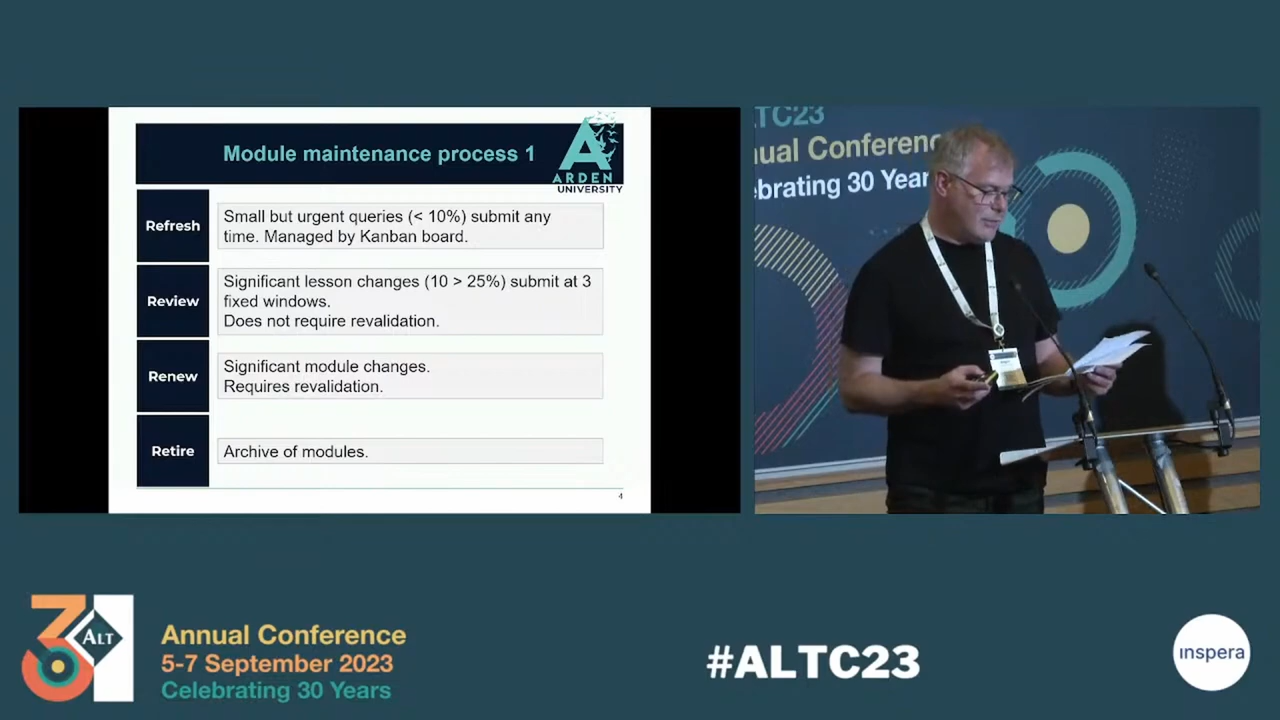 Module maintenance process 1
ARDEN
UNIVERSITY
Refresh
Small but urgent queries (< 10%) submit any
time. Managed by Kanban board.
Review
Significant lesson changes (10 > 25%) submit at 3
fixed windows.
Does not require revalidation.
Renew
Significant module changes.
Requires revalidation.
Retire
Archive of modules.
4
LTC23
nual Conferenc
ebrating 30 Year
30
ALT
Annual Conference
5-7 September 2023
Celebrating 30 Years
#ALTC23
inspera